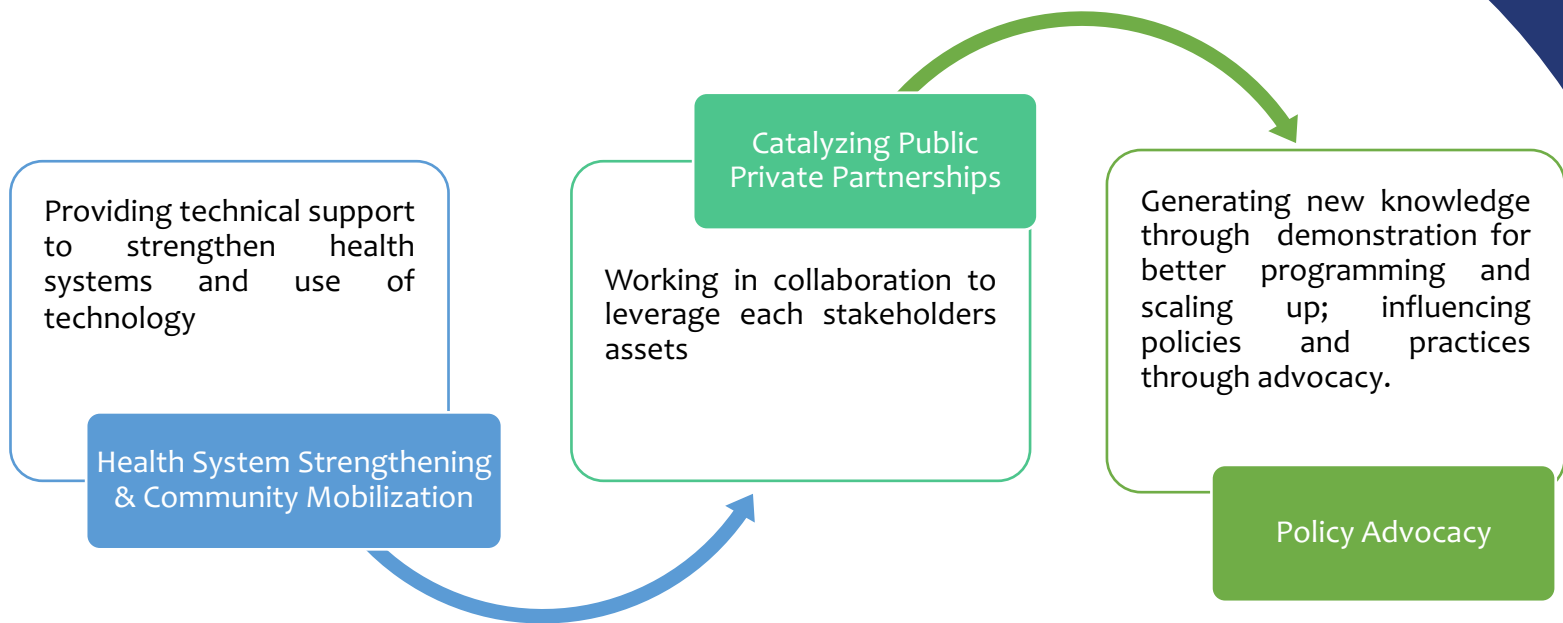 Providing technical support
to strengthen health
systems and use of
technology
Health System Strengthening
& Community Mobilization
Catalyzing Public
Private Partnerships
Working in collaboration to
leverage each stakeholders
assets
Generating new knowledge
through demonstration for
better programming and
scaling up; influencing
policies and practices
through advocacy.
Policy Advocacy